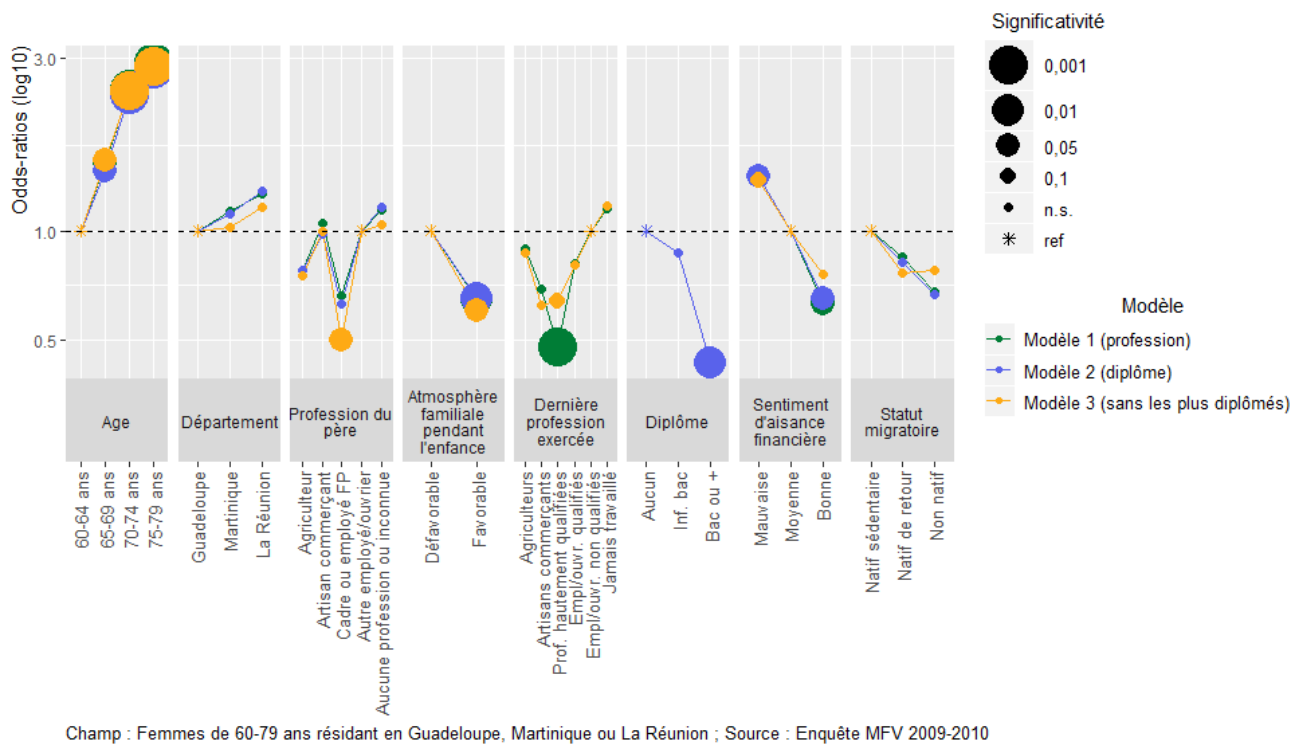 Significativité
0,001
0,01
0,05
0,1
n.s.
ref
Modèle
Modèle 1 (profession)
Modèle 2 (diplôme)
Modèle 3 (sans les plus diplômés)
Odds-ratios (log10)
3.0
1.0
0.5
Age
Département
Profession du
père
Atmosphère
familiale
pendant
l'enfance
Dernière
profession
exercée
Diplôme
Sentiment
d'aisance
financière
Statut
migratoire
60-64 ans
65-69 ans
70-74 ans
75-79 ans
Guadeloupe
Martinique
La Réunion
Agriculteur
Artisan commerçant
Cadre ou employé FP
Autre employé/ouvrier
Aucune profession ou inconnue
Défavorable
Favorable
Agriculteurs
Artisans commerçants
Prof. hautement qualifiées
Empl/ouvr. qualifiés
Empl/ouvr. non qualifiés
Jamais travaillé
Aucun
Inf. bac
Bac ou +
Mauvaise
Moyenne
Bonne
Natif sédentaire
Natif de retour
Non natif
Champ : Femmes de 60-79 ans résidant en Guadeloupe, Martinique ou La Réunion ; Source : Enquête MFV 2009-2010